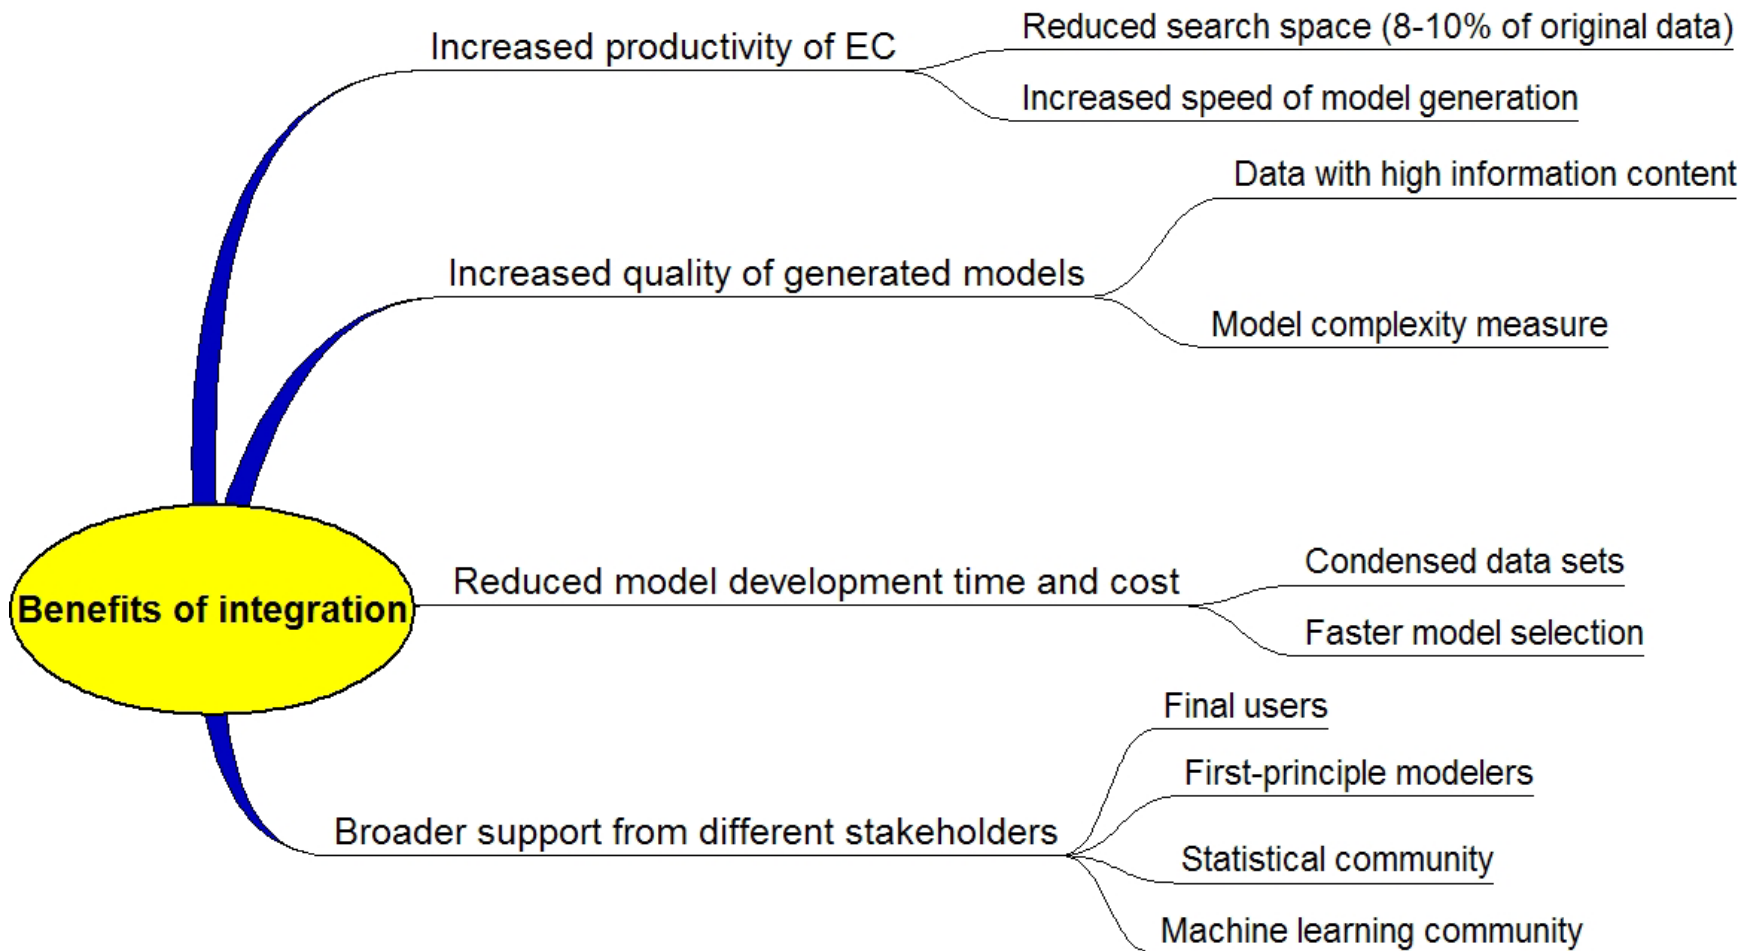 Increased productivity of EC
Reduced search space (8-10% of original data)
Increased speed of model generation
Increased quality of generated models
Data with high information content
Model complexity measure
Benefits of integration
Reduced model development time and cost
Condensed data sets
Faster model selection
Broader support from different stakeholders
Final users
First-principle modelers
Statistical community
Machine learning community